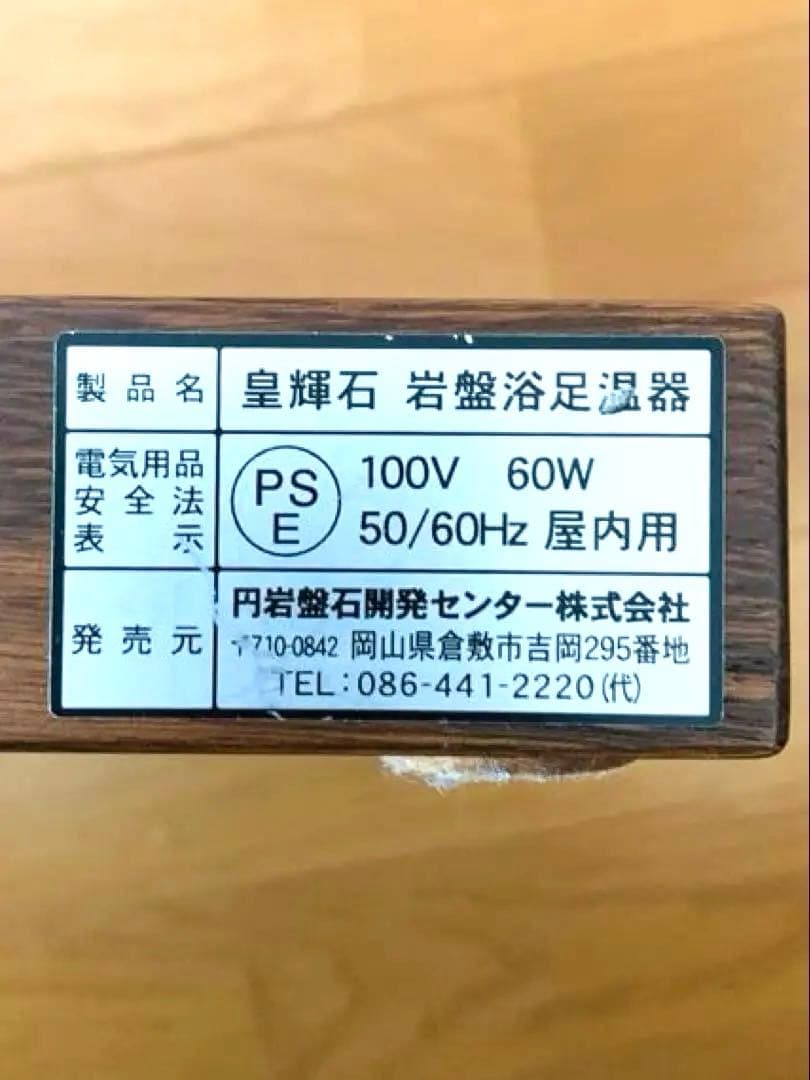 製品名 皇輝石 岩盤浴足温器
電気用品
安全法
表示
PS
E
100V 60W
50/60Hz 屋内用
発売元
円岩盤石開発センター株式会社
〒710-0842 岡山県倉敷市吉岡295番地
TEL:086-441-2220(代)